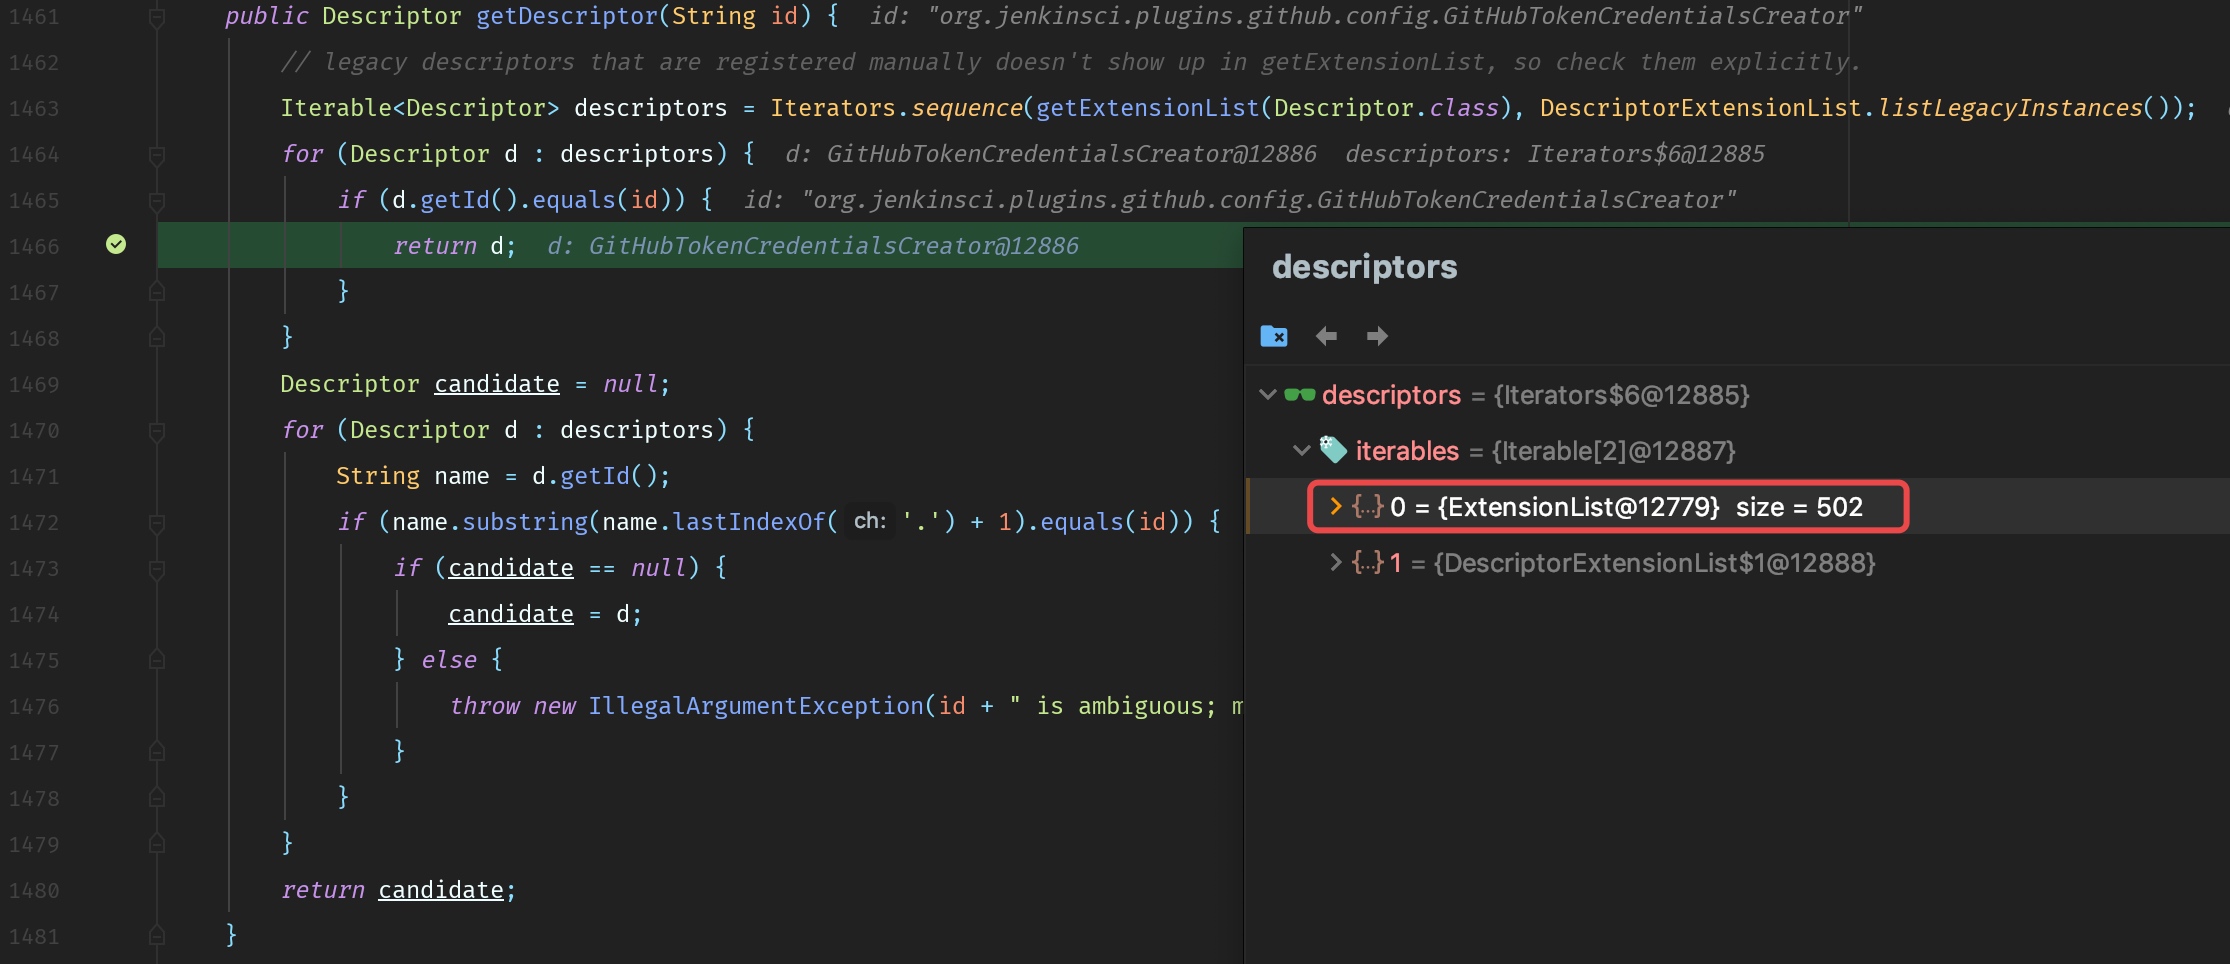 1461 public Descriptor getDescriptor(String id) { id: "org.jenkinsci.plugins.github.config.GitHubTokenCredentialsCreator"
1462 // legacy descriptors that are registered manually doesn't show up in getExtensionList, so check them explicitly.
1463 Iterable<Descriptor> descriptors = Iterators.sequence(getExtensionList(Descriptor.class), DescriptorExtensionList.listLegacyInstances());
1464 for (Descriptor d : descriptors) { d: GitHubTokenCredentialsCreator@12886 descriptors: Iterators$6@12885
1465 if (d.getId().equals(id)) { id: "org.jenkinsci.plugins.github.config.GitHubTokenCredentialsCreator"
1466 return d; d: GitHubTokenCredentialsCreator@12886
1467 }
1468 }
1469 Descriptor candidate = null;
1470 for (Descriptor d : descriptors) {
1471 String name = d.getId();
1472 if (name.substring(name.lastIndexOf( ch: '.') + 1).equals(id)) {
1473 if (candidate == null) {
1474 candidate = d;
1475 } else {
1476 throw new IllegalArgumentException(id + " is ambiguous;
1477 }
1478 }
1479 }
1480 return candidate;
1481 }
descriptors
descriptors = {Iterators$6@12885}
iterables = {Iterable[2]@12887}
{...} 0 = {ExtensionList@12779} size = 502
{...} 1 = {DescriptorExtensionList$1@12888}